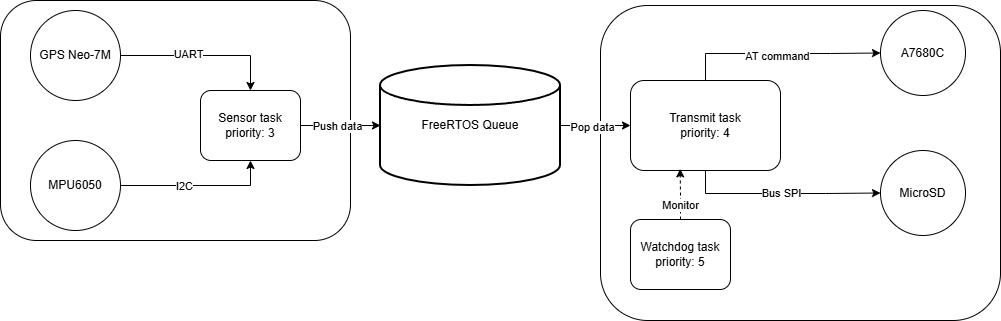 GPS Neo-7M
UART
Sensor task
priority: 3
MPU6050
I2C
Push data
FreeRTOS Queue
Pop data
Transmit task
priority: 4
AT command
A7680C
Bus SPI
MicroSD
Monitor
Watchdog task
priority: 5